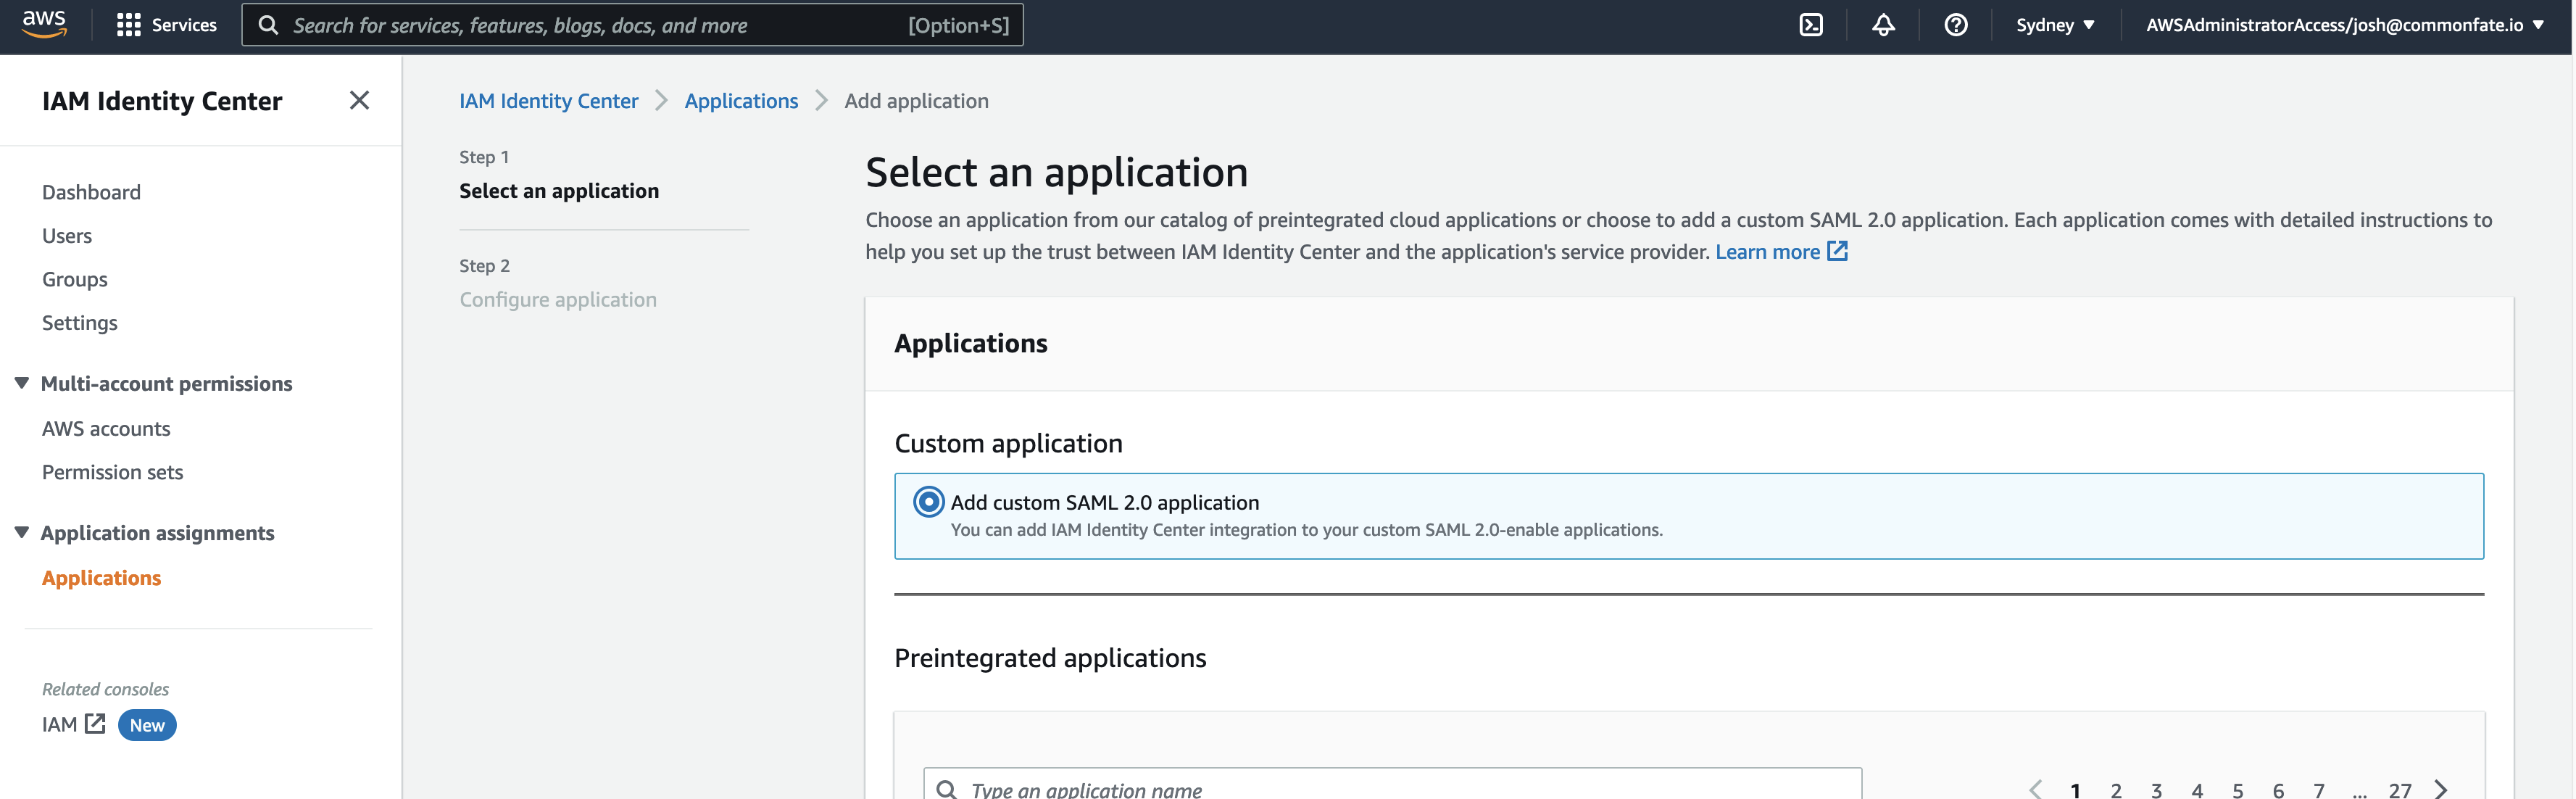 aws
Services
Search for services, features, blogs, docs, and more
[Option+S]
Sydney ▼
AWSAdministratorAccess/josh@commonfate.io ▼
IAM Identity Center
Dashboard
Users
Groups
Settings
Multi-account permissions
AWS accounts
Permission sets
Application assignments
Applications
Related consoles
IAM
New
IAM Identity Center > Applications > Add application
Step 1
Select an application
Step 2
Configure application
Select an application
Choose an application from our catalog of preintegrated cloud applications or choose to add a custom SAML 2.0 application. Each application comes with detailed instructions to
help you set up the trust between IAM Identity Center and the application's service provider. Learn more
Applications
Custom application
Add custom SAML 2.0 application
You can add IAM Identity Center integration to your custom SAML 2.0-enable applications.
Preintegrated applications
Type an application name
< 1 2 3 4 5 6 7 ... 27 >